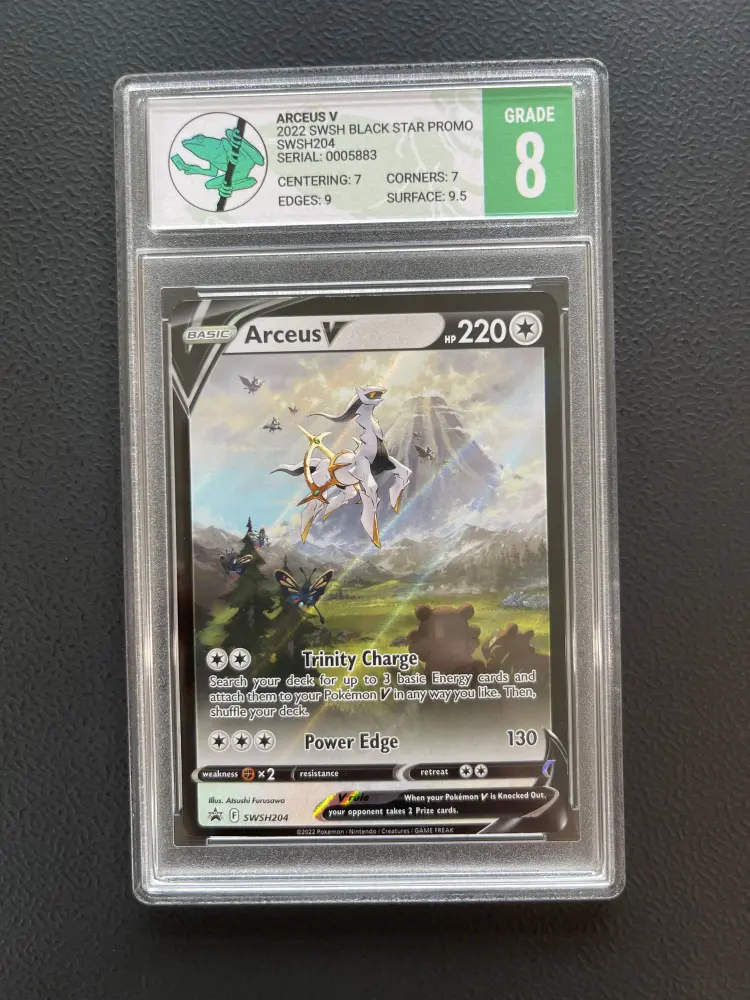 ARCEUS V
2022 SWSH BLACK STAR PROMO
SWSH204
SERIAL: 0005883
CENTERING: 7 CORNERS: 7
EDGES: 9 SURFACE: 9.5
GRADE
8
BASIC Arceus V HP 220
Trinity Charge
Search your deck for up to 3 basic Energy cards and
attach them to your Pokémon V in any way you like. Then,
shuffle your deck.
Power Edge 130
weakness ×2 resistance retreat
Illus. Atsushi Furusawa
F SWSH204
V rule When your Pokémon V is Knocked Out,
your opponent takes 2 Prize cards.
©2022 Pokémon / Nintendo / Creatures / GAME FREAK